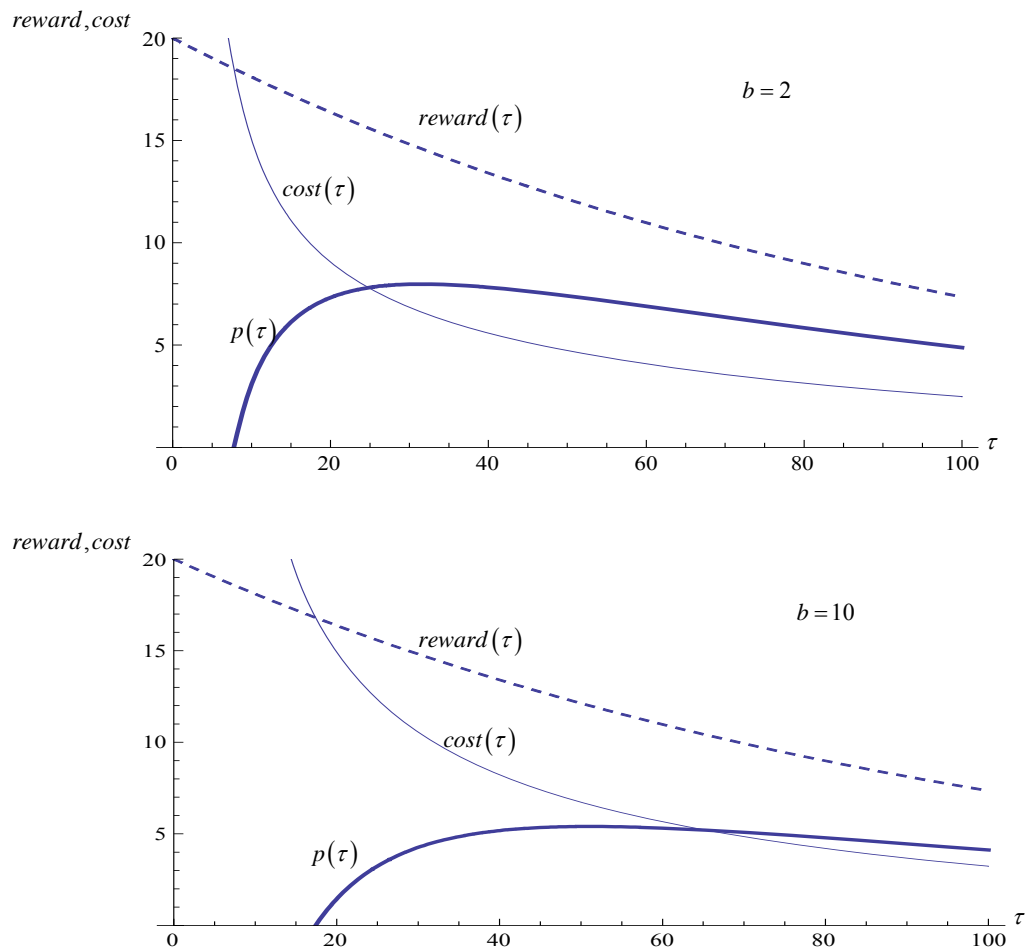 reward,cost
20
b = 2
reward(τ)
15
cost(τ)
10
p(τ)
5
τ
0 20 40 60 80 100
reward,cost
20
b = 10
reward(τ)
15
cost(τ)
10
5
p(τ)
τ
0 20 40 60 80 100